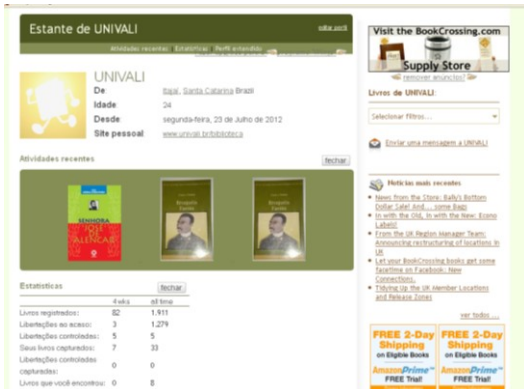 Estante de UNIVALI
editar perfil
Atividades recentes | Estatísticas | Perfil estendido
UNIVALI
De: Itajaí, Santa Catarina Brazil
Idade 24
Desde: segunda-feira, 23 de Julho de 2012
Site pessoal www.univali.br/biblioteca
Atividades recentes
fechar
SENHORA
JOSÉ DE ALENCAR
Estatísticas
fechar
4 wks all time
Livros registrados: 82 1,911
Libertações ao acaso: 3 1,279
Libertações controladas: 5 5
Seus livros capturados: 7 33
Libertações controladas
capturadas: 0 0
Livros que você encontrou: 0 8
Visit the BookCrossing.com
Supply Store
remover anúncios?
Livros de UNIVALI:
Selecionar filtros...
Enviar uma mensagem a UNIVALI
Notícias mais recentes
News from the Store: Bally's Bottom
Dollar Sale! And... some Bags
In with the Old, In with the New: Econo
Labels!
From the UK Region Manager Team:
Announcing restructuring of locations in
UK
Let your BookCrossing books get some
facetime on Facebook: New
Connections.
Tidying Up the UK Member Locations
and Release Zones
ver todos ...
FREE 2-Day
Shipping
on Eligible Books
AmazonPrime
FREE Trial!
FREE 2-Day
Shipping
on Eligible Books
AmazonPrime
FREE Trial!